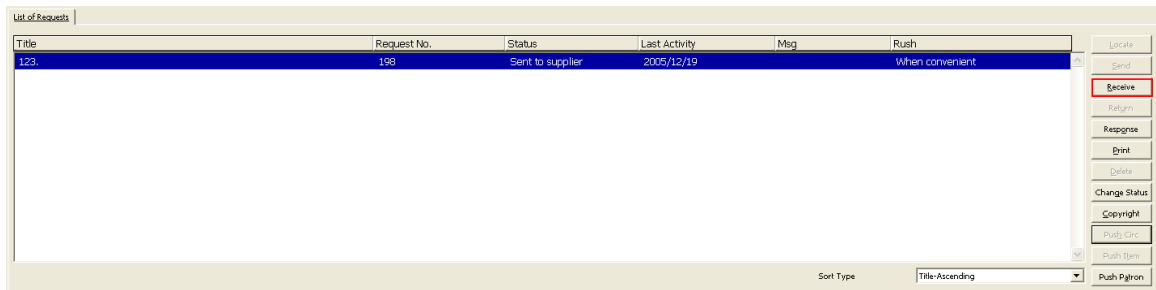 List of Requests
Title Request No. Status Last Activity Msg Rush
123. 198 Sent to supplier 2005/12/19 When convenient
Locate
Send
Receive
Return
Response
Print
Delete
Change Status
Copyright
Push Circ
Push Item
Sort Type Title-Ascending Push Patron